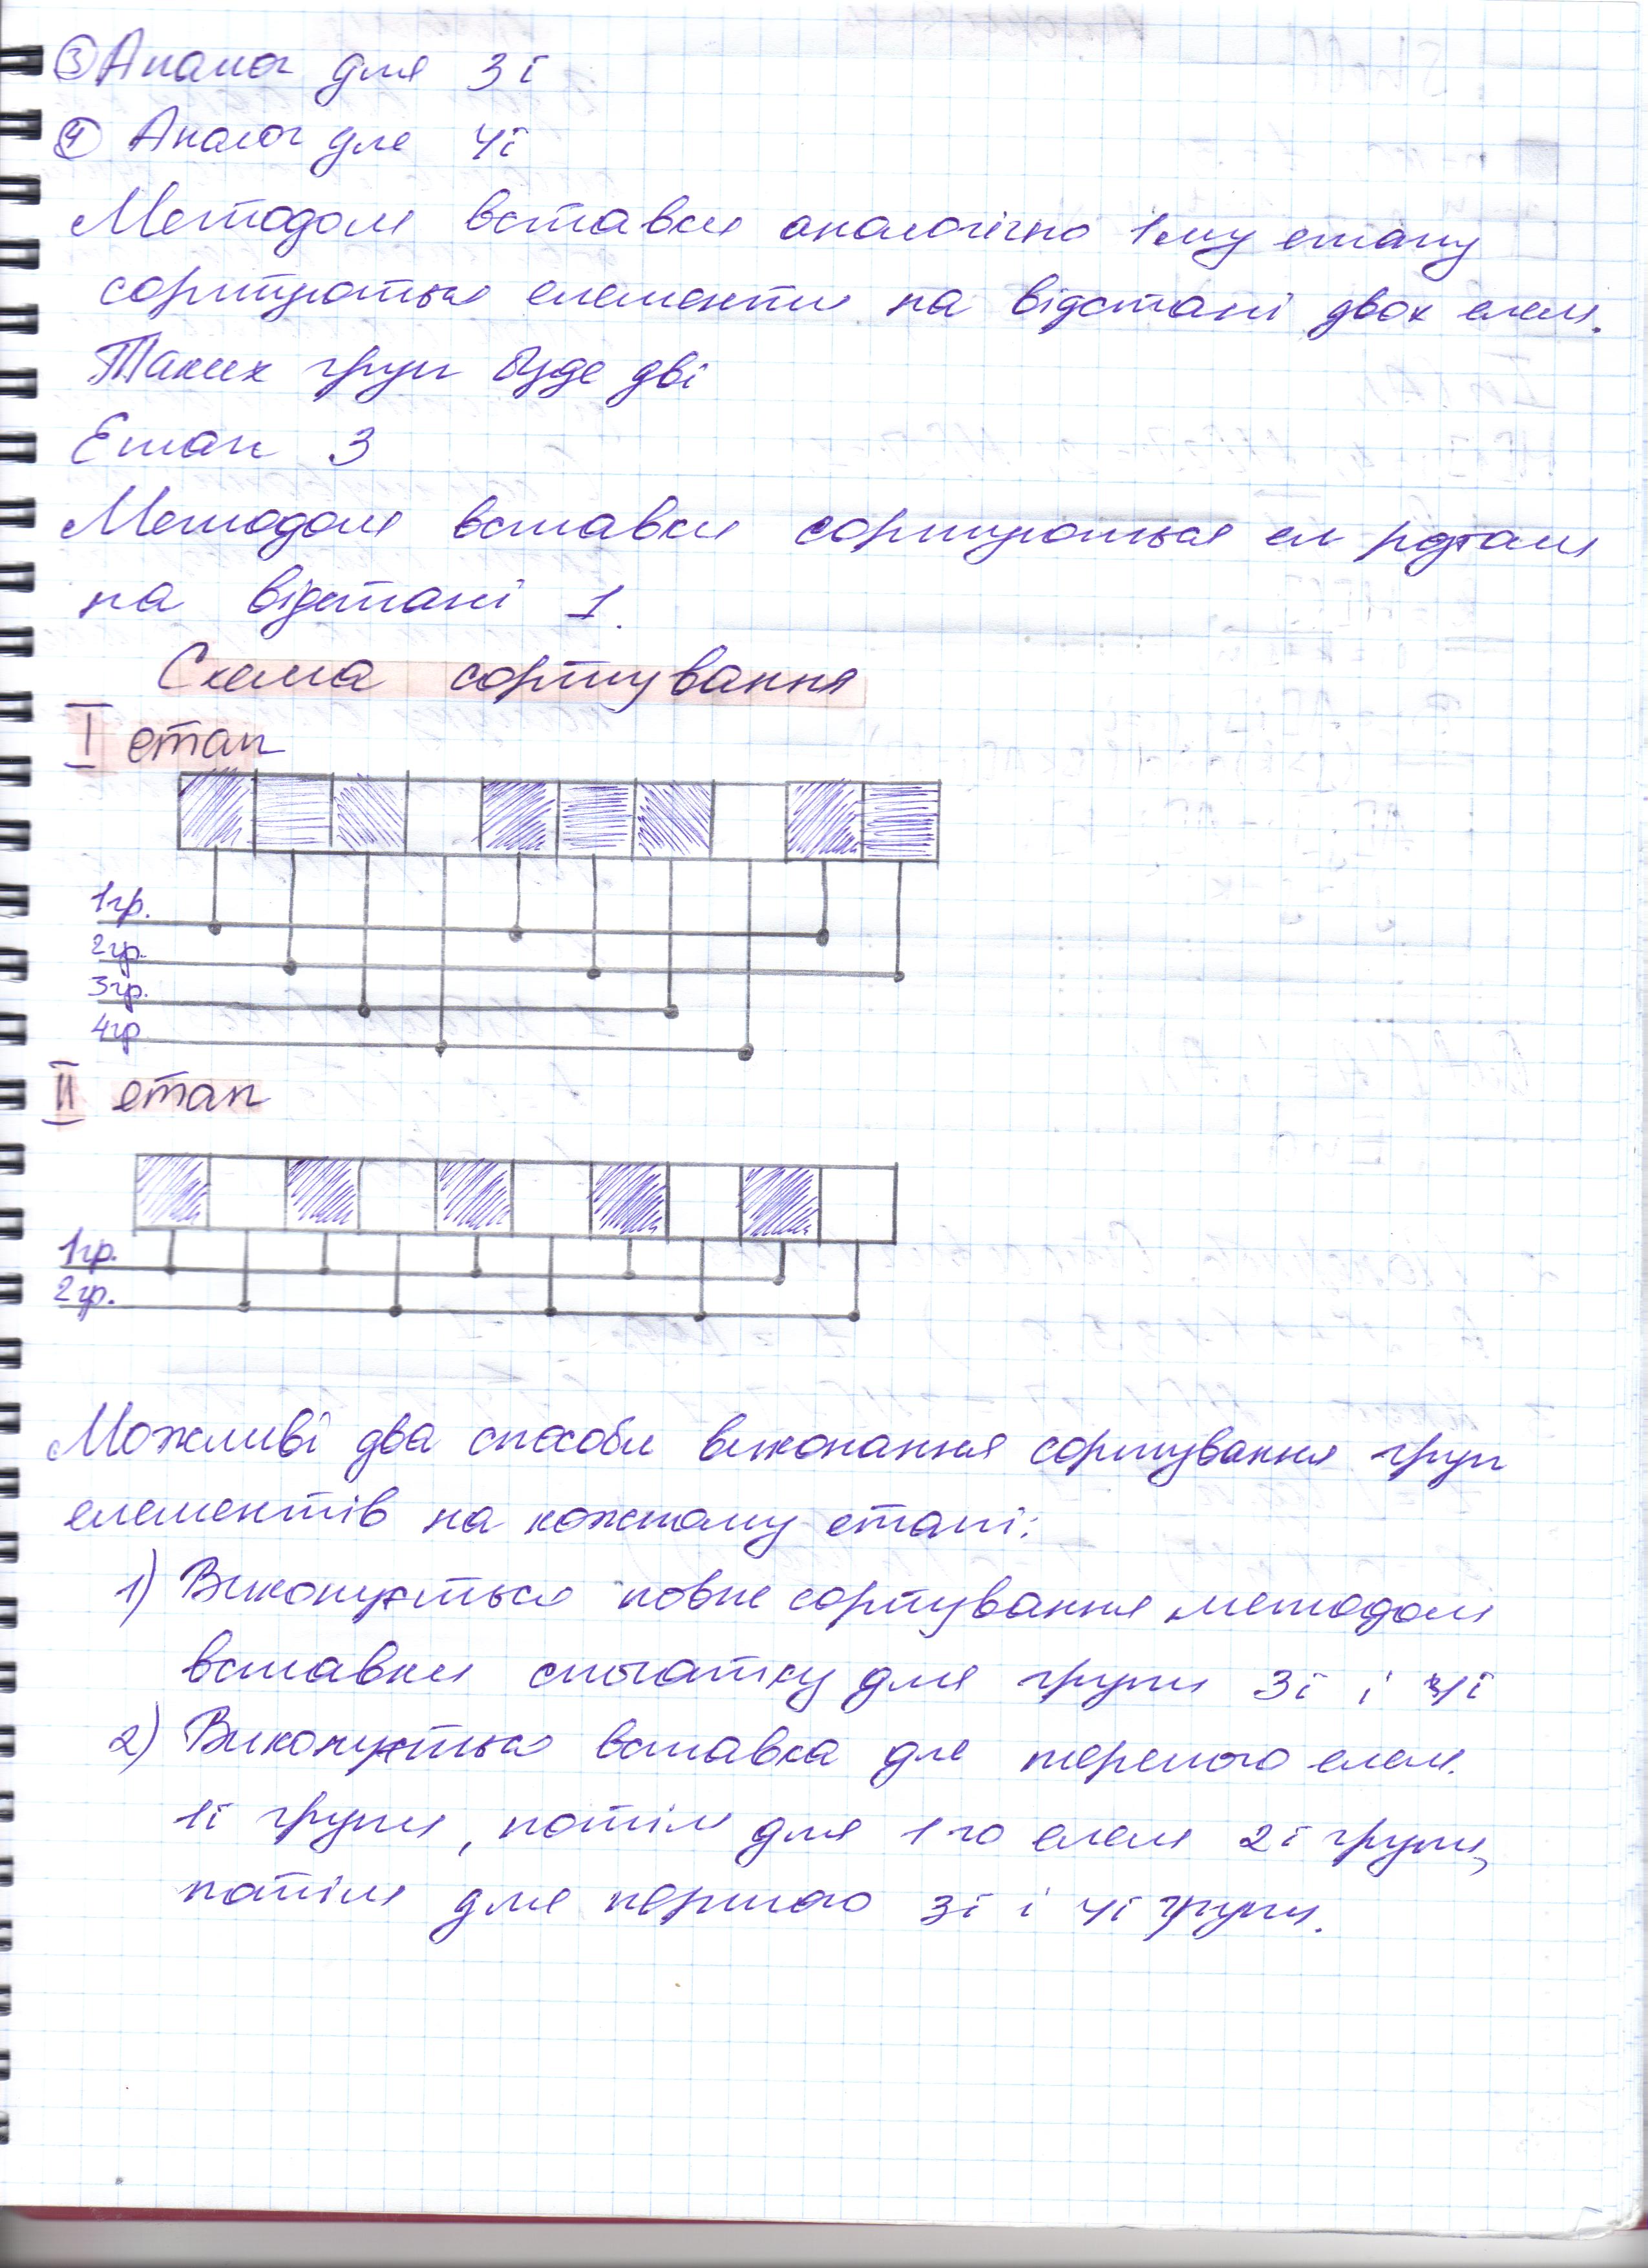 ③ Аналог для 3ї
④ Аналог для 4ї
Методом вставки аналогічно 1му етапу
сортуються елементи на відстані двох елем.
Таких груп буде дві
Етап 3
Методом вставки сортуються ел рядом
на відстані 1.
Схема сортування
I етап
1гр.
2гр.
3гр.
4гр
II етап
1гр.
2гр.
Можливі два способи виконання сортування груп
елементів на кожному етапі:
1) Виконується повне сортування методом
вставки спочатку для групи 3ї і 4ї
2) Виконується вставка для першого елем.
1ї групи, потім для 1го елем 2ї групи,
потім для першого 3ї і 4ї групи.